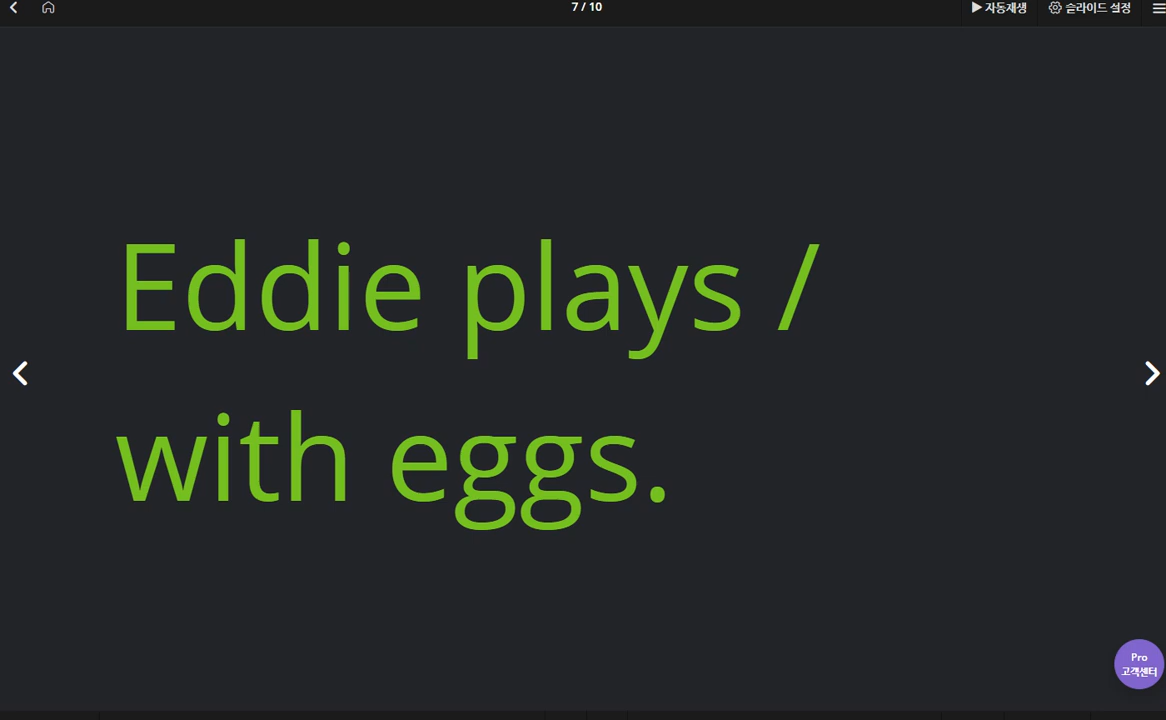 7 / 10
▶ 자동재생
슬라이드 설정
Eddie plays /
with eggs.
Pro
고객센터